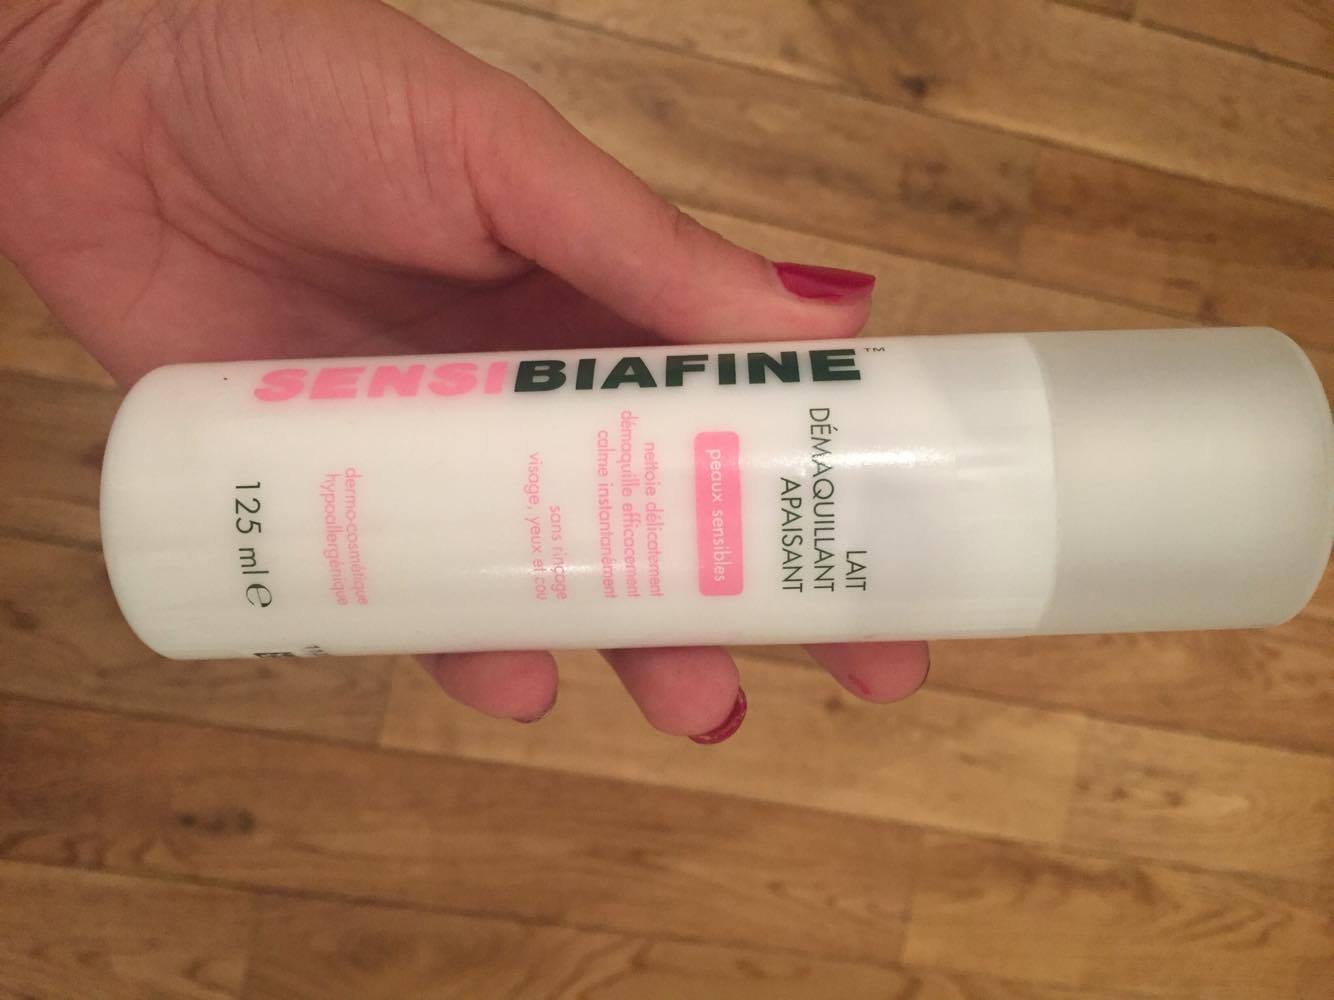 SENSIBIAFINE™
LAIT
DÉMAQUILLANT
APAISANT
peaux sensibles
nettoie délicatement
démaquille efficacement
calme instantanément
sans rinçage
visage, yeux et cou
dermo-cosmétique
hypoallergénique
125 ml ℮